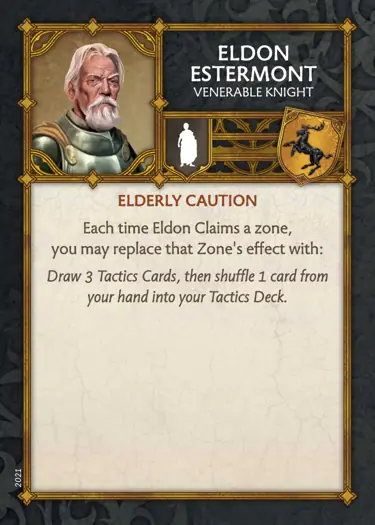 ELDON
ESTERMONT
VENERABLE KNIGHT
ELDERLY CAUTION
Each time Eldon Claims a zone,
you may replace that Zone's effect with:
Draw 3 Tactics Cards, then shuffle 1 card from
your hand into your Tactics Deck.
2021